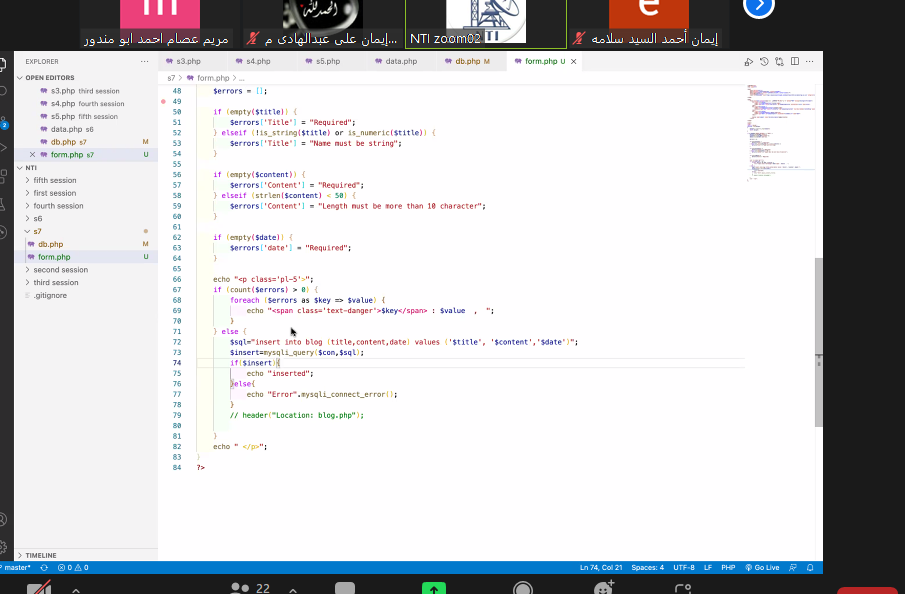 m
الحمدلله
e
مريم عصام احمد ابو مندور
إيمان على عبدالهادى م...
NTI zoom02
إيمان أحمد السيد سلامه
EXPLORER ...
s3.php
s4.php
s5.php
data.php
db.php M
form.php U
s7 > form.php > ...
OPEN EDITORS
s3.php third session
s4.php fourth session
s5.php fifth session
data.php s6
db.php s7 M
form.php s7 U
NTI
fifth session
first session
fourth session
s6
s7
db.php M
form.php U
second session
third session
.gitignore
TIMELINE
48 $errors = [];
49
50 if (empty($title)) {
51 $errors['Title'] = "Required";
52 } elseif (!is_string($title) or is_numeric($title)) {
53 $errors['Title'] = "Name must be string";
54 }
55
56 if (empty($content)) {
57 $errors['Content'] = "Required";
58 } elseif (strlen($content) < 50) {
59 $errors['Content'] = "Length must be more than 10 character";
60 }
61
62 if (empty($date)) {
63 $errors['date'] = "Required";
64 }
65
66 echo "<p class='pl-5'>";
67 if (count($errors) > 0) {
68 foreach ($errors as $key => $value) {
69 echo "<span class='text-danger'>$key</span> : $value , ";
70 }
71 } else {
72 $sql="insert into blog (title,content,date) values ('$title', '$content','$date')";
73 $insert=mysqli_query($con,$sql);
74 if($insert){
75 echo "inserted";
76 }else{
77 echo "Error".mysqli_connect_error();
78 }
79 // header("Location: blog.php");
80
81 }
82 echo " </p>";
83 }
84 ?>
master* 0 0 Ln 74, Col 21 Spaces: 4 UTF-8 LF PHP Go Live
22